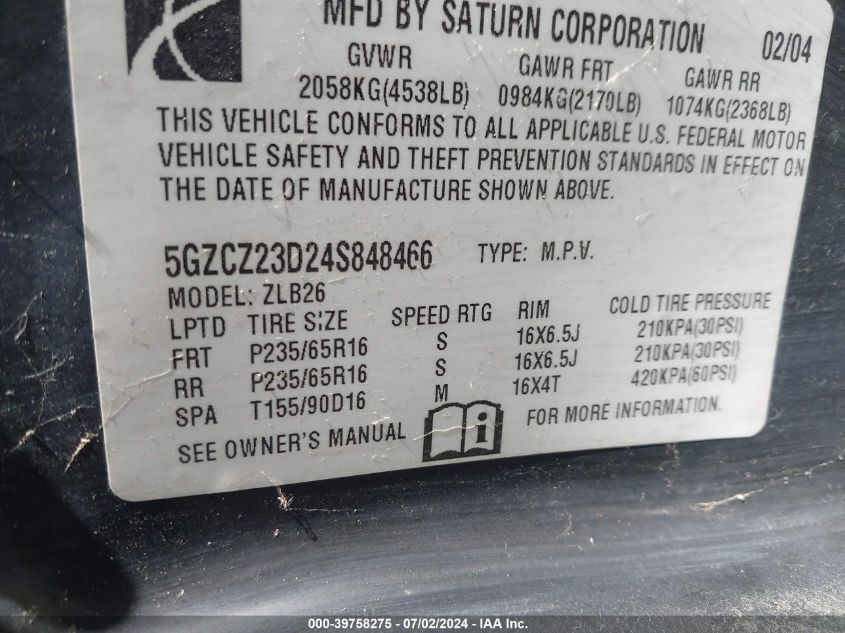 MFD BY SATURN CORPORATION 02/04
GVWR GAWR FRT GAWR RR
2058KG(4538LB) 0984KG(2170LB) 1074KG(2368LB)
THIS VEHICLE CONFORMS TO ALL APPLICABLE U.S. FEDERAL MOTOR
VEHICLE SAFETY AND THEFT PREVENTION STANDARDS IN EFFECT ON
THE DATE OF MANUFACTURE SHOWN ABOVE.
5GZCZ23D24S848466 TYPE: M.P.V.
MODEL: ZLB26
LPTD TIRE SIZE SPEED RTG RIM COLD TIRE PRESSURE
FRT P235/65R16 S 16X6.5J 210KPA(30PSI)
RR P235/65R16 S 16X6.5J 210KPA(30PSI)
SPA T155/90D16 M 16X4T 420KPA(60PSI)
SEE OWNER'S MANUAL i FOR MORE INFORMATION.
000-39758275 - 07/02/2024 - IAA Inc.